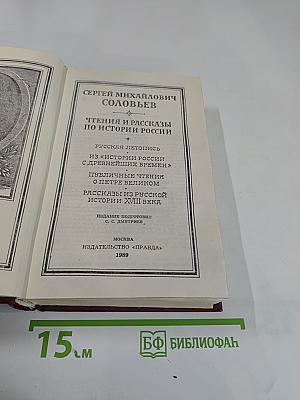 СЕРГЕЙ МИХАЙЛОВИЧ
СОЛОВЬЕВ
ЧТЕНИЯ И РАССКАЗЫ
ПО ИСТОРИИ РОССИИ
РУССКАЯ ЛЕТОПИСЬ
ИЗ «ИСТОРИИ РОССИИ
С ДРЕВНЕЙШИХ ВРЕМЕН»
ПУБЛИЧНЫЕ ЧТЕНИЯ
О ПЕТРЕ ВЕЛИКОМ
РАССКАЗЫ ИЗ РУССКОЙ
ИСТОРИИ XVIII ВЕКА
ИЗДАНИЕ ПОДГОТОВИЛ
С. С. ДМИТРИЕВ
МОСКВА
ИЗДАТЕЛЬСТВО «ПРАВДА»
1989
15 см
БФ БИБЛИОФАН